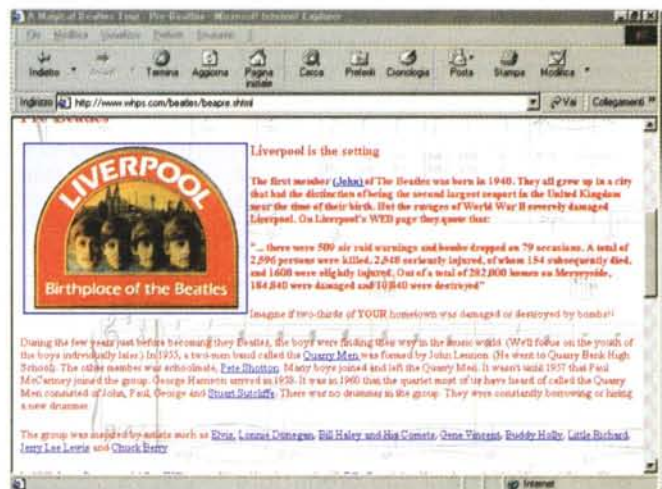 A Magical Beatles Tour - Pre-Beatles - Microsoft Internet Explorer
File Modifica Visualizza Preferiti Strumenti ?
Indietro Avanti Termina Aggiorna Pagina iniziale Cerca Preferiti Cronologia Posta Stampa Modifica
Indirizzo http://www.whps.com/beatles/beapre.shtml Vai Collegamenti »
Pre-Beatles
LIVERPOOL
Birthplace of the Beatles
Liverpool is the setting
The first member (John) of The Beatles was born in 1940. They all grew up in a city
that had the distinction of being the second largest seaport in the United Kingdom
near the time of their birth. But the ravages of World War II severely damaged
Liverpool. On Liverpool's WEB page they quote that:
"... there were 509 air raid warnings and bombs dropped on 79 occasions. A total of
2,596 persons were killed, 2,548 seriously injured, of whom 154 subsequently died,
and 1600 were slightly injured. Out of a total of 282,000 homes on Merseyside,
184,840 were damaged and 10,840 were destroyed"
Imagine if two-thirds of YOUR hometown was damaged or destroyed by bombs!!
During the few years just before becoming they Beatles, the boys were finding their way in the music world. (We'll focus on the youth of
the boys individually later.) In 1955, a two-man band called the Quarry Men was formed by John Lennon. (He went to Quarry Bank High
School). The other member was schoolmate, Pete Shotton. Many boys joined and left the Quarry Men. It wasn't until 1957 that Paul
McCartney joined the group. George Harrison arrived in 1958. It was in 1960 that the quartet most of us have heard of called the Quarry
Men consisted of John, Paul, George and Stuart Sutcliffe. There was no drummer in the group. They were constantly borrowing or hiring
a new drummer.
The group was inspired by artists such as Elvis, Lonnie Donegan, Bill Haley and His Comets, Gene Vincent, Buddy Holly, Little Richard,
Jerry Lee Lewis and Chuck Berry
Internet